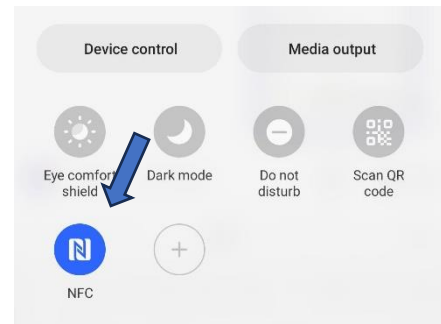 Device control
Media output
Eye comfort
shield
Dark mode
Do not
disturb
Scan QR
code
NFC